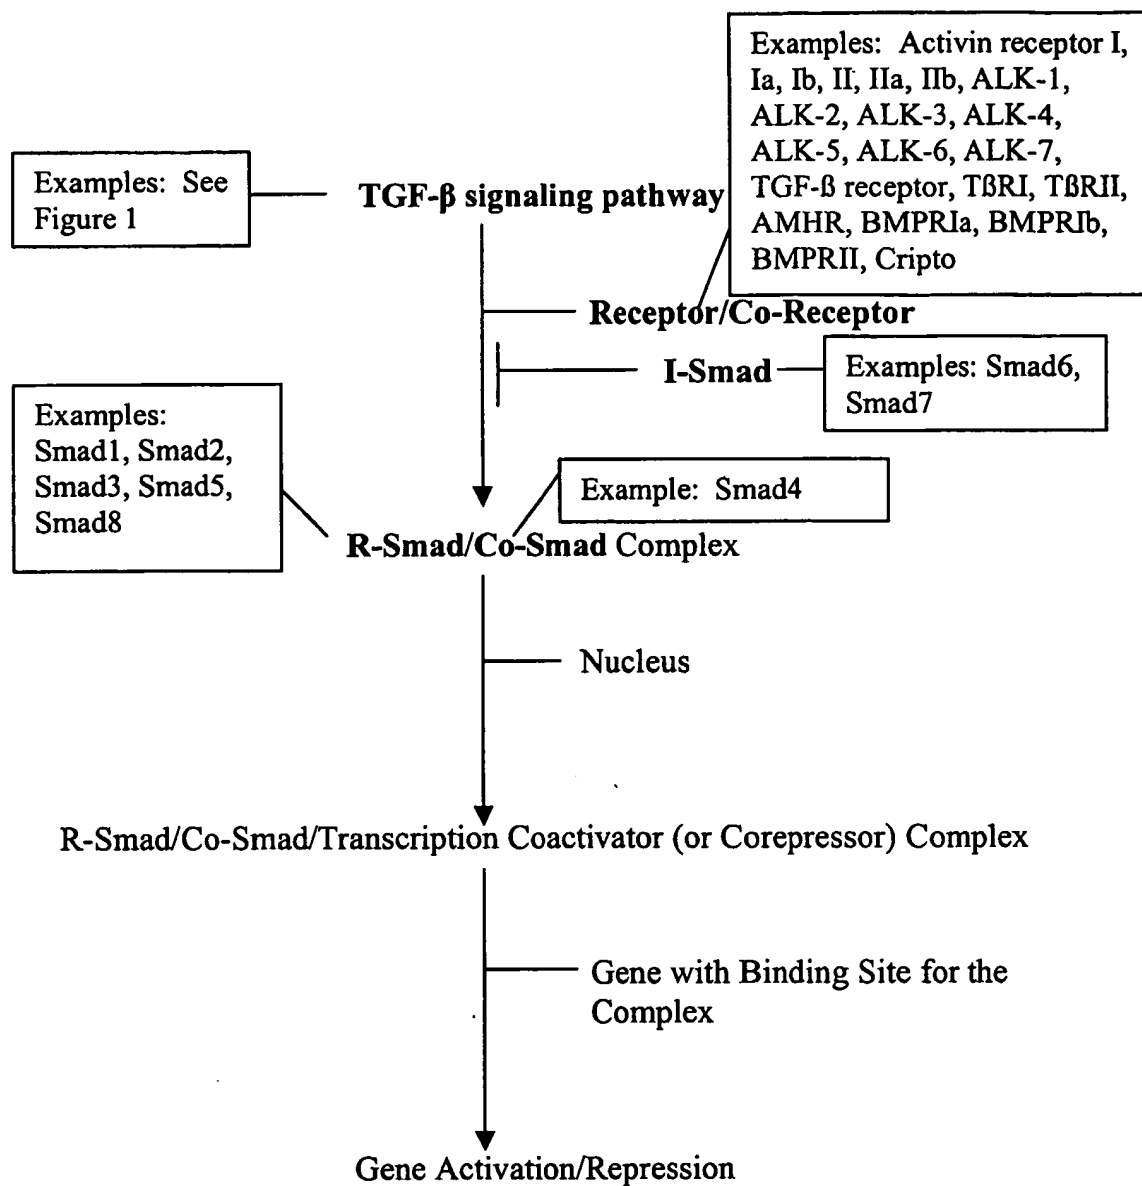 Examples: Activin receptor I,
Ia, Ib, II, IIa, IIb, ALK-1,
ALK-2, ALK-3, ALK-4,
ALK-5, ALK-6, ALK-7,
TGF-ß receptor, TßRI, TßRII,
AMHR, BMPRIa, BMPRIb,
BMPRII, Cripto
Examples: See
Figure 1
TGF-β signaling pathway
Receptor/Co-Receptor
I-Smad
Examples: Smad6,
Smad7
Examples:
Smad1, Smad2,
Smad3, Smad5,
Smad8
Example: Smad4
R-Smad/Co-Smad Complex
Nucleus
R-Smad/Co-Smad/Transcription Coactivator (or Corepressor) Complex
Gene with Binding Site for the
Complex
Gene Activation/Repression